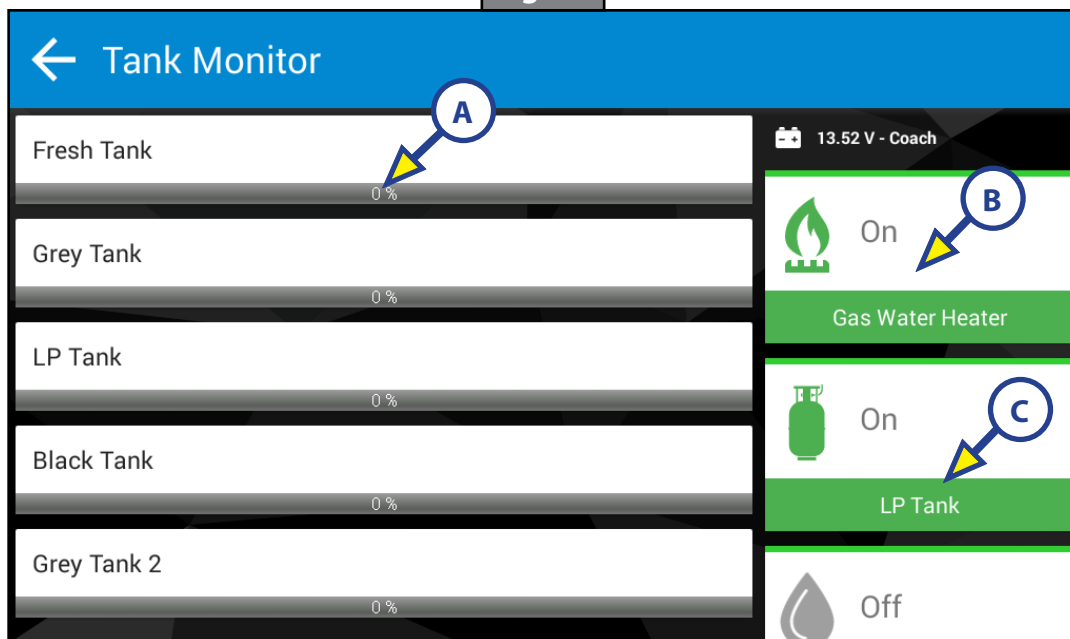 Tank Monitor
A
Fresh Tank
0 %
Grey Tank
0 %
LP Tank
0 %
Black Tank
0 %
Grey Tank 2
0 %
13.52 V - Coach
B
On
Gas Water Heater
C
On
LP Tank
Off